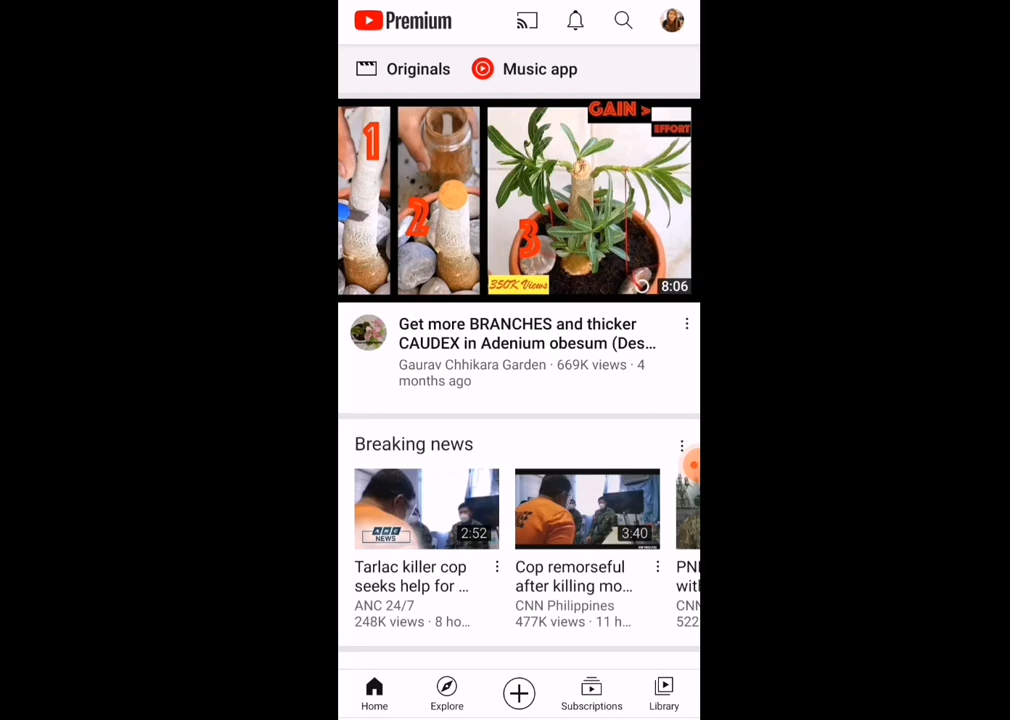 Premium
Originals
Music app
1
2
3
GAIN >
EFFORT
350K Views
8:06
Get more BRANCHES and thicker
CAUDEX in Adenium obesum (Des...
Gaurav Chhikara Garden · 669K views · 4
months ago
Breaking news
ANC
NEWS
2:52
3:40
Tarlac killer cop
seeks help for ...
ANC 24/7
248K views · 8 ho...
Cop remorseful
after killing mo...
CNN Philippines
477K views · 11 h...
PN
wit
CNN
522
Home
Explore
Subscriptions
Library